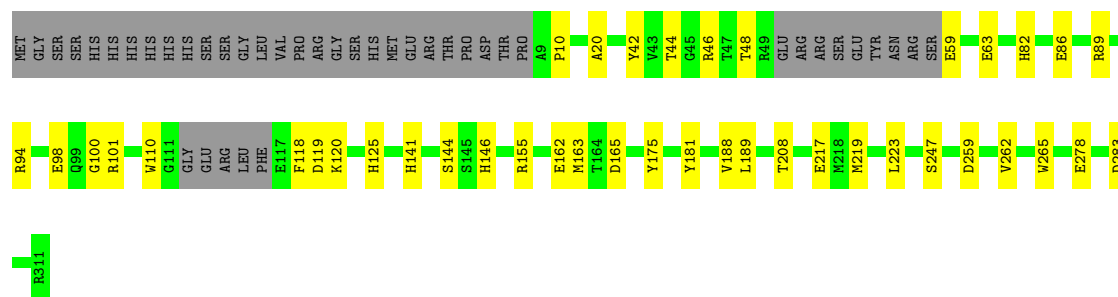 MET GLY SER SER HIS HIS HIS HIS HIS HIS SER SER GLY LEU VAL PRO ARG GLY SER HIS MET GLU ARG THR PRO ASP THR PRO A9 P10 A20 Y42 V43 T44 G45 R46 T47 T48 R49 GLU ARG ARG SER GLU TYR ASN ARG SER E59 E63 H82 E86 R89
R94 E98 Q99 G100 R101 W110 G111 GLY GLU ARG LEU PHE E117 F118 D119 K120 H125 H141 S144 S145 H146 R155 E162 M163 T164 D165 Y175 Y181 V188 L189 T208 E217 M218 M219 L223 S247 D259 V262 W265 E278 D283
R311